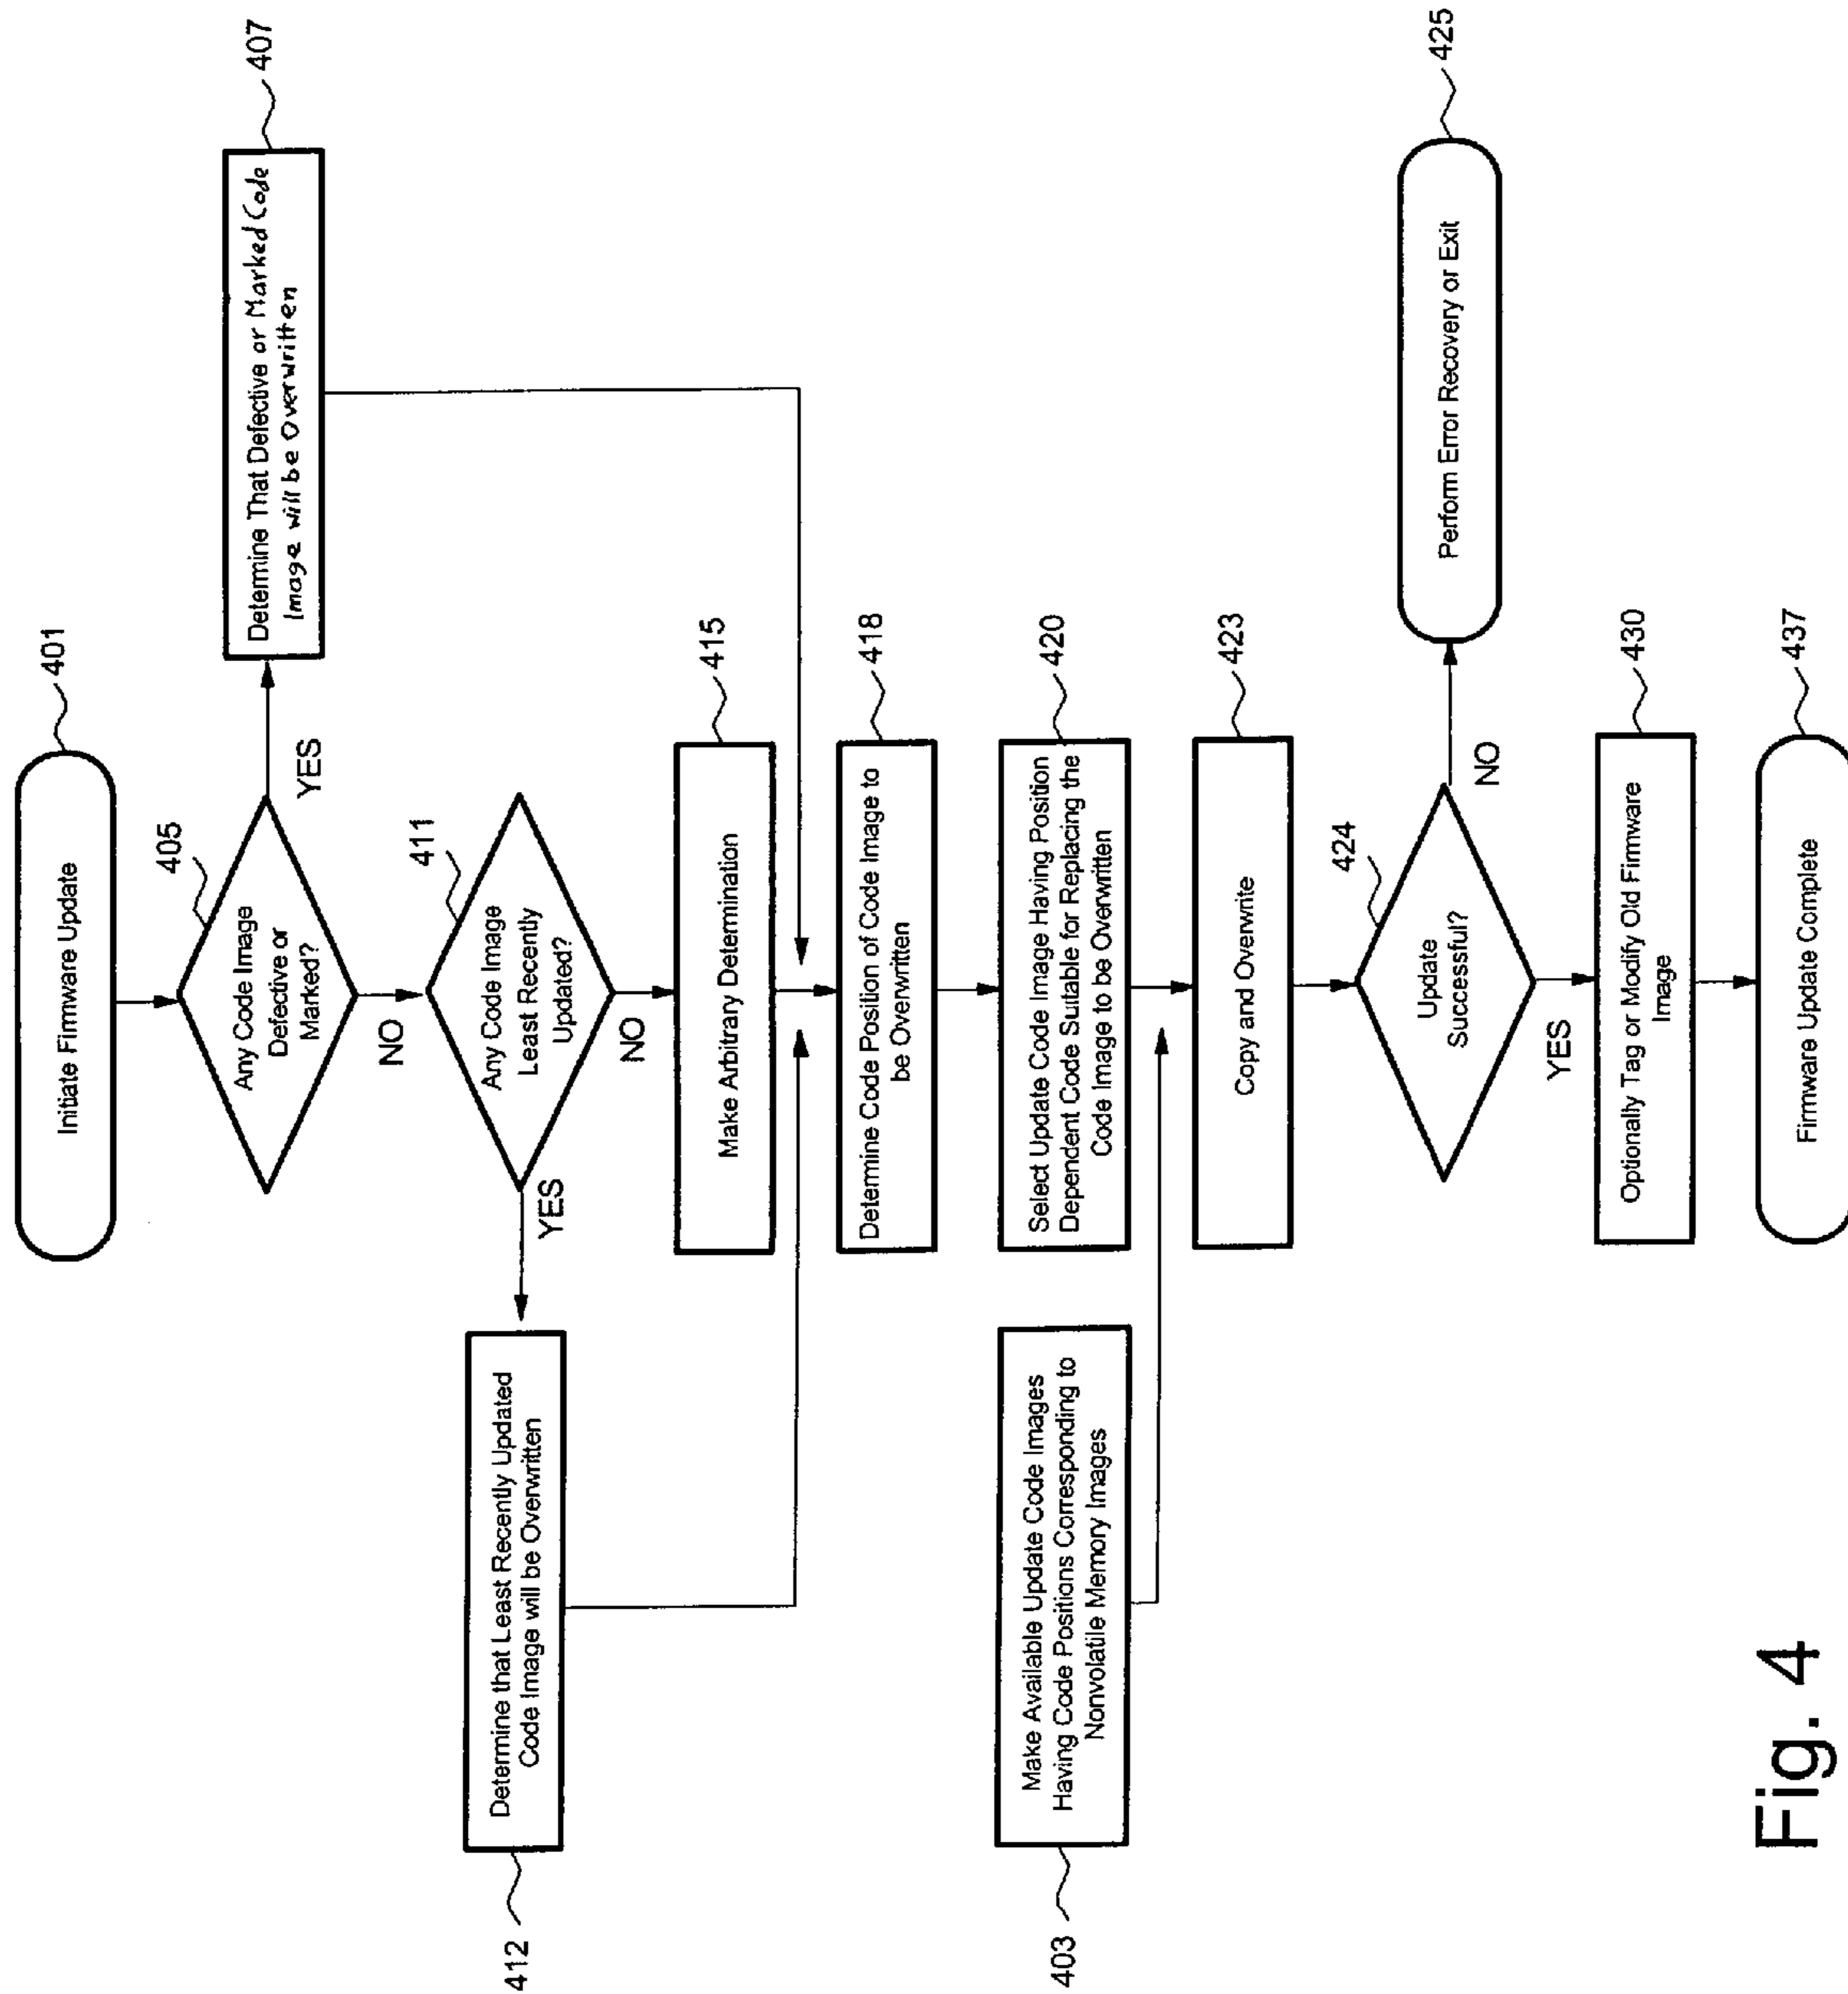 401
Initiate Firmware Update
405
Any Code Image
Defective or
Marked?
YES
NO
407
Determine That Defective or Marked Code
Image will be Overwritten
411
Any Code Image
Least Recently
Updated?
YES
NO
412
Determine that Least Recently Updated
Code Image will be Overwritten
415
Make Arbitrary Determination
418
Determine Code Position of Code Image to
be Overwritten
420
Select Update Code Image Having Position
Dependent Code Suitable for Replacing the
Code Image to be Overwritten
403
Make Available Update Code Images
Having Code Positions Corresponding to
Nonvolatile Memory Images
423
Copy and Overwrite
424
Update
Successful?
NO
YES
425
Perform Error Recovery or Exit
430
Optionally Tag or Modify Old Firmware
Image
437
Firmware Update Complete
Fig. 4